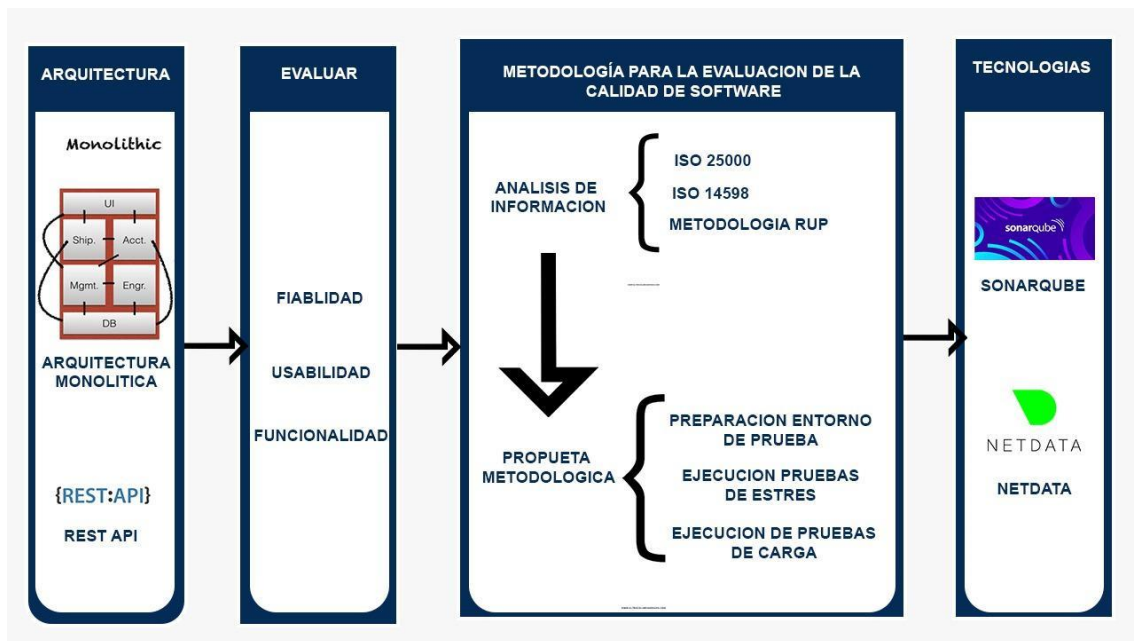 ARQUITECTURA
Monolithic
UI
Ship.
Acct.
Mgmt.
Engr.
DB
ARQUITECTURA
MONOLITICA
{REST:API}
REST API
EVALUAR
FIABLIDAD
USABILIDAD
FUNCIONALIDAD
METODOLOGÍA PARA LA EVALUACION DE LA
CALIDAD DE SOFTWARE
ANALISIS DE
INFORMACION
ISO 25000
ISO 14598
METODOLOGIA RUP
PROPUETA
METODOLOGICA
PREPARACION ENTORNO
DE PRUEBA
EJECUCION PRUEBAS
DE ESTRES
EJECUCION DE PRUEBAS
DE CARGA
TECNOLOGIAS
sonarqube
SONARQUBE
NETDATA
NETDATA